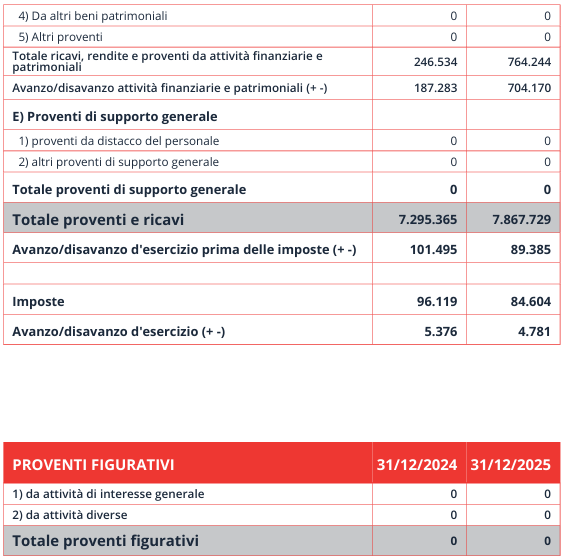 4) Da altri beni patrimoniali 0 0
5) Altri proventi 0 0
Totale ricavi, rendite e proventi da attività finanziarie e
patrimoniali 246.534 764.244
Avanzo/disavanzo attività finanziarie e patrimoniali (+ -) 187.283 704.170
E) Proventi di supporto generale
1) proventi da distacco del personale 0 0
2) altri proventi di supporto generale 0 0
Totale proventi di supporto generale 0 0
Totale proventi e ricavi 7.295.365 7.867.729
Avanzo/disavanzo d'esercizio prima delle imposte (+ -) 101.495 89.385
Imposte 96.119 84.604
Avanzo/disavanzo d'esercizio (+ -) 5.376 4.781
PROVENTI FIGURATIVI 31/12/2024 31/12/2025
1) da attività di interesse generale 0 0
2) da attività diverse 0 0
Totale proventi figurativi 0 0